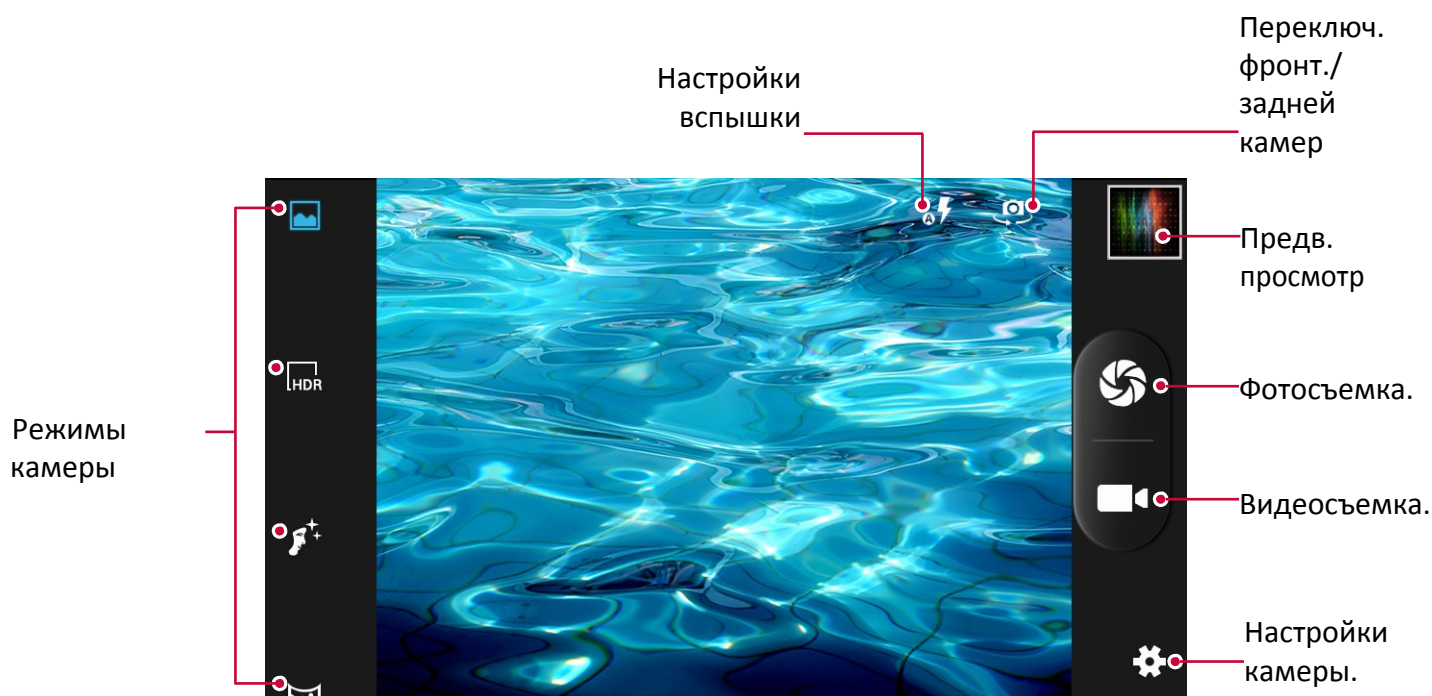 Переключ.
фронт./
задней
камер
Настройки
вспышки
Предв.
просмотр
HDR
A
Фотосъемка.
Режимы
камеры
Видеосъемка.
Настройки
камеры.